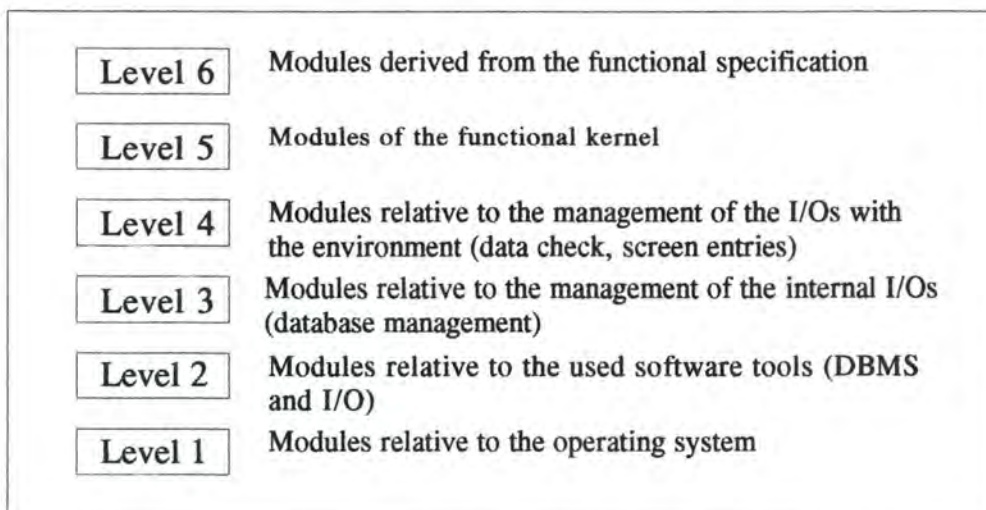 Level 6 Modules derived from the functional specification
Level 5 Modules of the functional kernel
Level 4 Modules relative to the management of the I/Os with
the environment (data check, screen entries)
Level 3 Modules relative to the management of the internal I/Os
(database management)
Level 2 Modules relative to the used software tools (DBMS
and I/O)
Level 1 Modules relative to the operating system